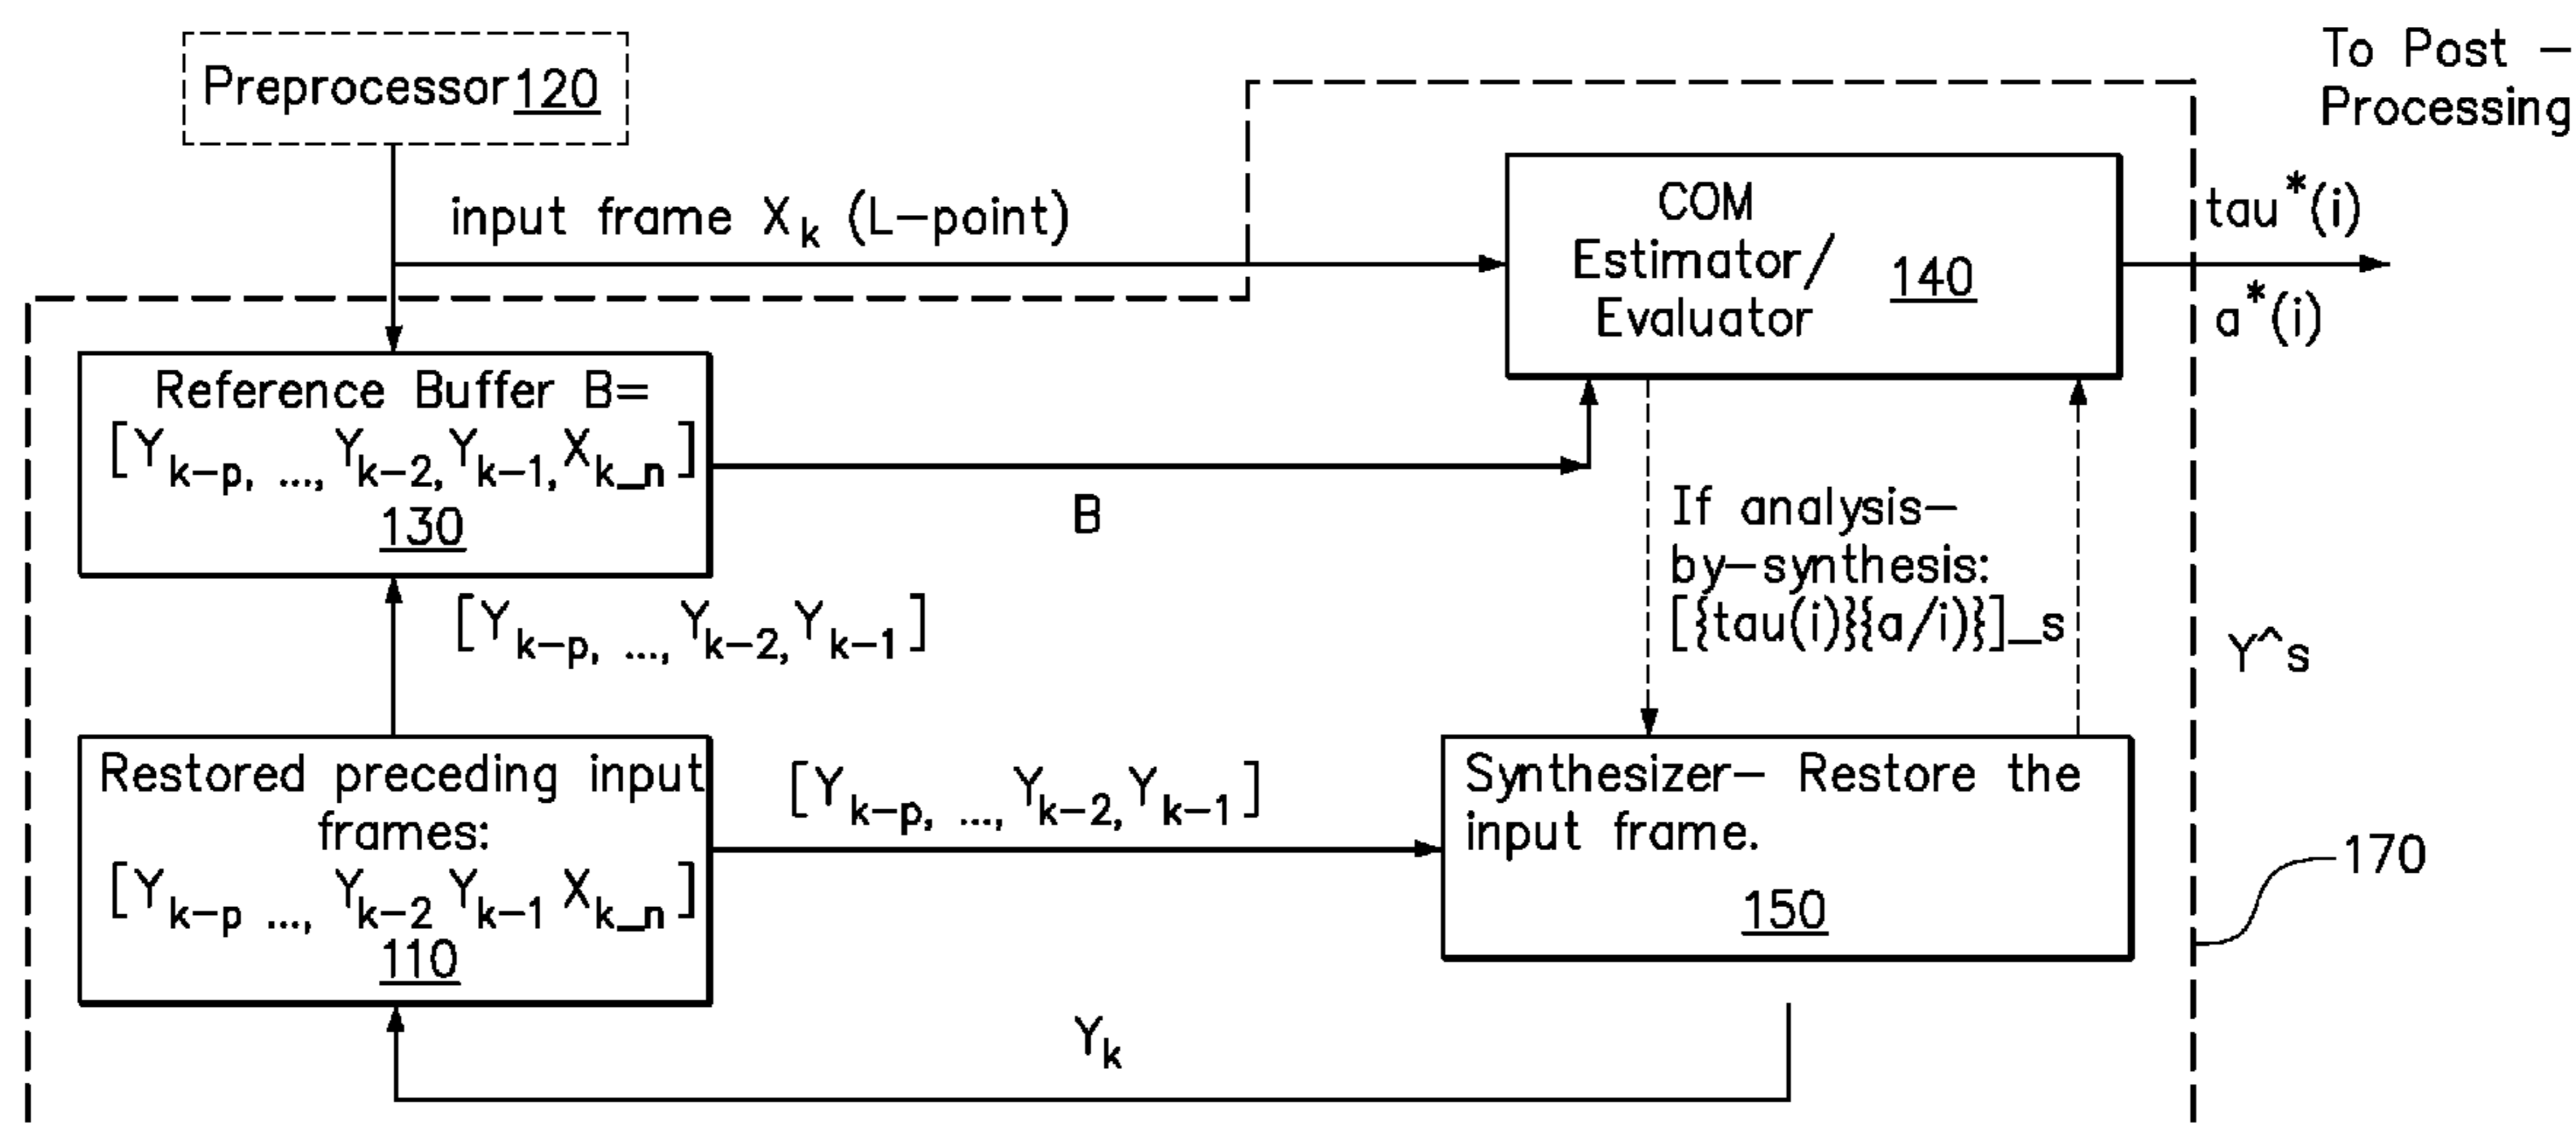 Preprocessor 120
To Post -
Processing
input frame X_k (L-point)
COM
Estimator/
Evaluator
140
tau*(i)
a*(i)
Reference Buffer B=
[Y_k-p, ..., Y_k-2, Y_k-1, X_k_n]
130
B
If analysis-
by-synthesis:
[{tau(i)}{a/i)}]_s
Y^s
[Y_k-p, ..., Y_k-2, Y_k-1]
Restored preceding input
frames:
[Y_k-p ..., Y_k-2 Y_k-1 X_k_n]
110
[Y_k-p, ..., Y_k-2, Y_k-1]
Synthesizer- Restore the
input frame.
150
170
Y_k